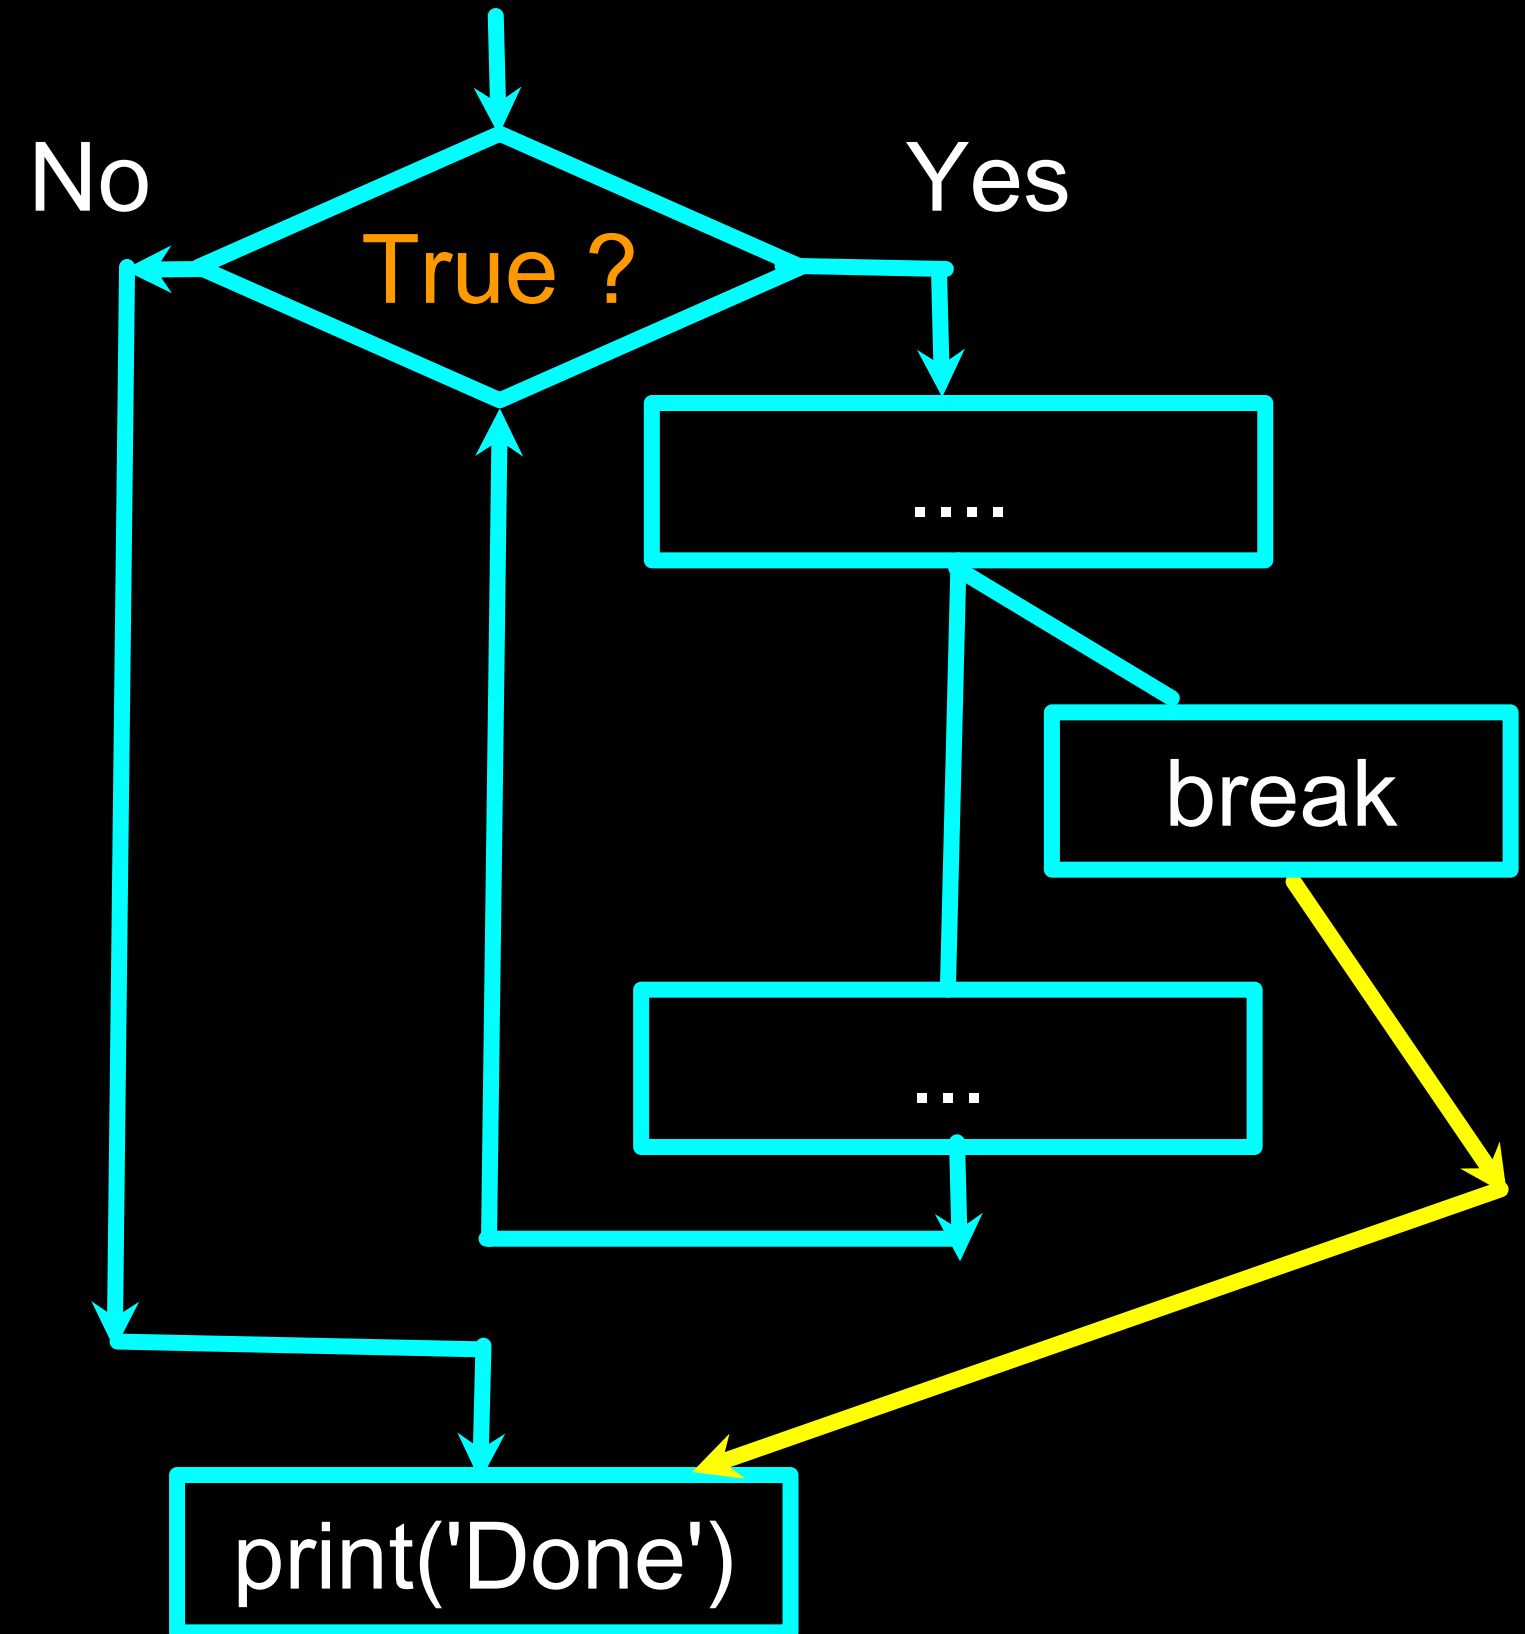 No
Yes
True ?
....
break
...
print('Done')